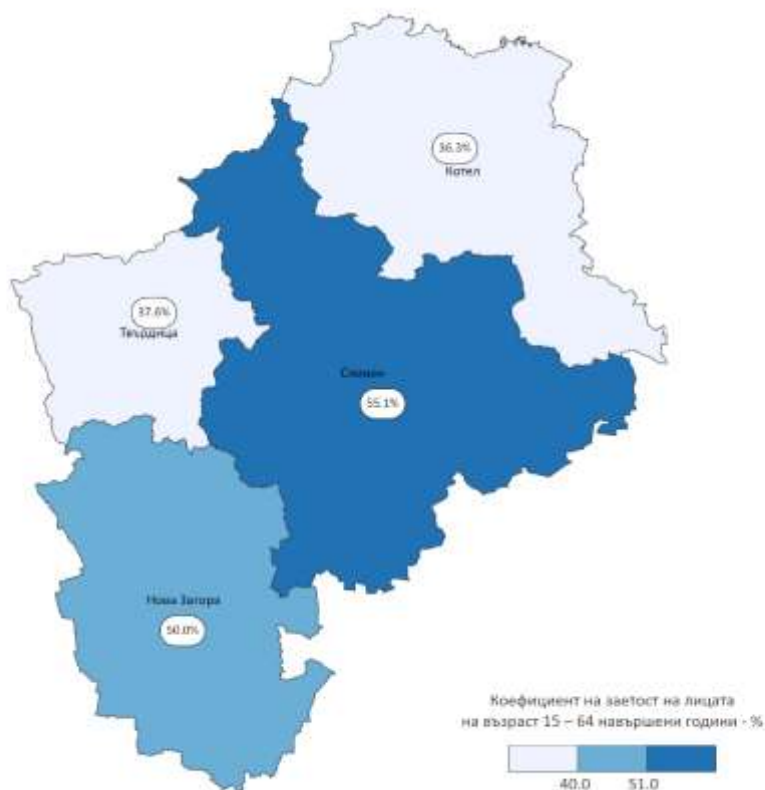 36.3%
Котел
37.6%
Твърдица
Сливен
55.1%
Нова Загора
50.0%
Коефициент на заетост на лицата
на възраст 15 – 64 навършени години - %
40.0 51.0